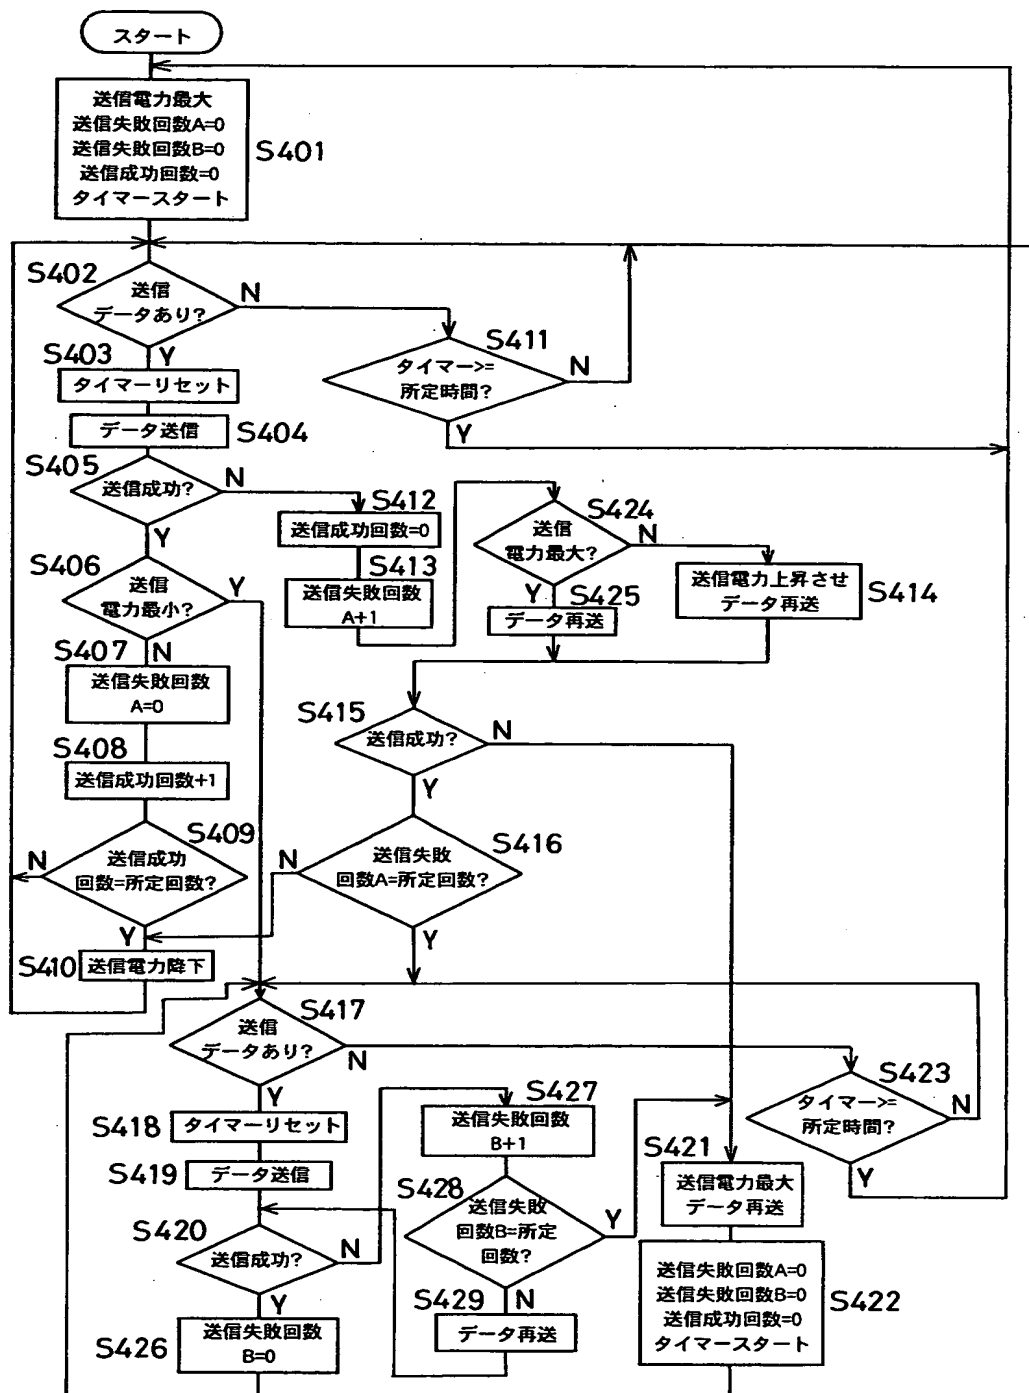 スタート
送信電力最大
送信失敗回数A=0
送信失敗回数B=0
送信成功回数=0
タイマースタート
S401
S402
送信
データあり?
N
Y
S403
タイマーリセット
データ送信
S404
S411
タイマー>=
所定時間?
N
Y
S405
送信成功?
N
Y
S412
送信成功回数=0
S413
送信失敗回数
A+1
S424
送信
電力最大?
N
Y
S425
データ再送
送信電力上昇させ
データ再送
S414
S406
送信
電力最小?
Y
N
S407
送信失敗回数
A=0
S408
送信成功回数+1
S409
送信成功
回数=所定回数?
N
Y
S410
送信電力降下
S415
送信成功?
N
Y
S416
送信失敗
回数A=所定回数?
N
Y
S417
送信
データあり?
N
Y
S418
タイマーリセット
S419
データ送信
S420
送信成功?
N
Y
S426
送信失敗回数
B=0
S427
送信失敗回数
B+1
S428
送信失敗
回数B=所定
回数?
Y
N
S429
データ再送
S423
タイマー>=
所定時間?
N
Y
S421
送信電力最大
データ再送
送信失敗回数A=0
送信失敗回数B=0
送信成功回数=0
タイマースタート
S422